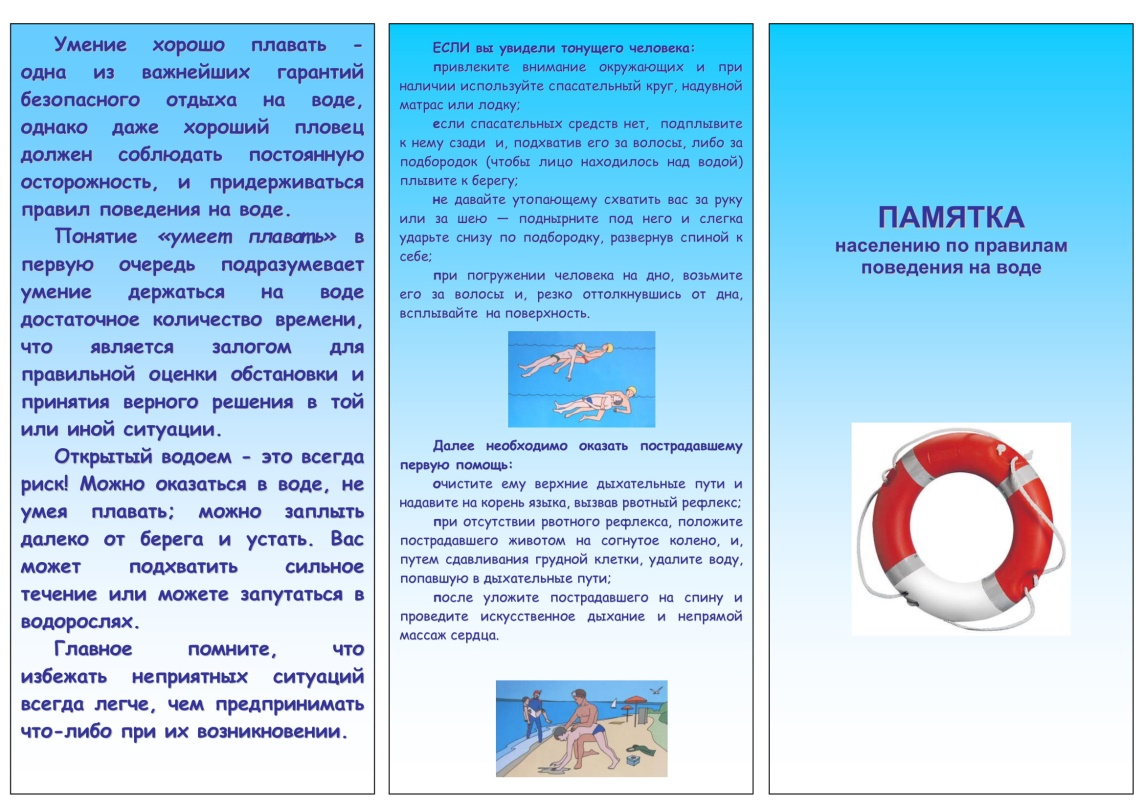 Умение хорошо плавать -
одна из важнейших гарантий
безопасного отдыха на воде,
однако даже хороший пловец
должен соблюдать постоянную
осторожность, и придерживаться
правил поведения на воде.
Понятие «умеет плавать» в
первую очередь подразумевает
умение держаться на воде
достаточное количество времени,
что является залогом для
правильной оценки обстановки и
принятия верного решения в той
или иной ситуации.
Открытый водоем - это всегда
риск! Можно оказаться в воде, не
умея плавать; можно заплыть
далеко от берега и устать. Вас
может подхватить сильное
течение или можете запутаться в
водорослях.
Главное помните, что
избежать неприятных ситуаций
всегда легче, чем предпринимать
что-либо при их возникновении.
ЕСЛИ вы увидели тонущего человека:
привлеките внимание окружающих и при
наличии используйте спасательный круг, надувной
матрас или лодку;
если спасательных средств нет, подплывите
к нему сзади и, подхватив его за волосы, либо за
подбородок (чтобы лицо находилось над водой)
плывите к берегу;
не давайте утопающему схватить вас за руку
или за шею — поднырните под него и слегка
ударьте снизу по подбородку, развернув спиной к
себе;
при погружении человека на дно, возьмите
его за волосы и, резко оттолкнувшись от дна,
всплывайте на поверхность.
Далее необходимо оказать пострадавшему
первую помощь:
очистите ему верхние дыхательные пути и
надавите на корень языка, вызвав рвотный рефлекс;
при отсутствии рвотного рефлекса, положите
пострадавшего животом на согнутое колено, и,
путем сдавливания грудной клетки, удалите воду,
попавшую в дыхательные пути;
после уложите пострадавшего на спину и
проведите искусственное дыхание и непрямой
массаж сердца.
ПАМЯТКА
населению по правилам
поведения на воде